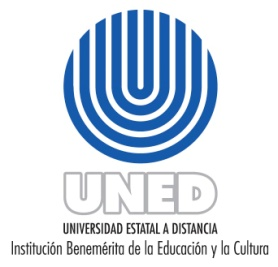 UNED
UNIVERSIDAD ESTATAL A DISTANCIA
Institución Benemérita de la Educación y la Cultura